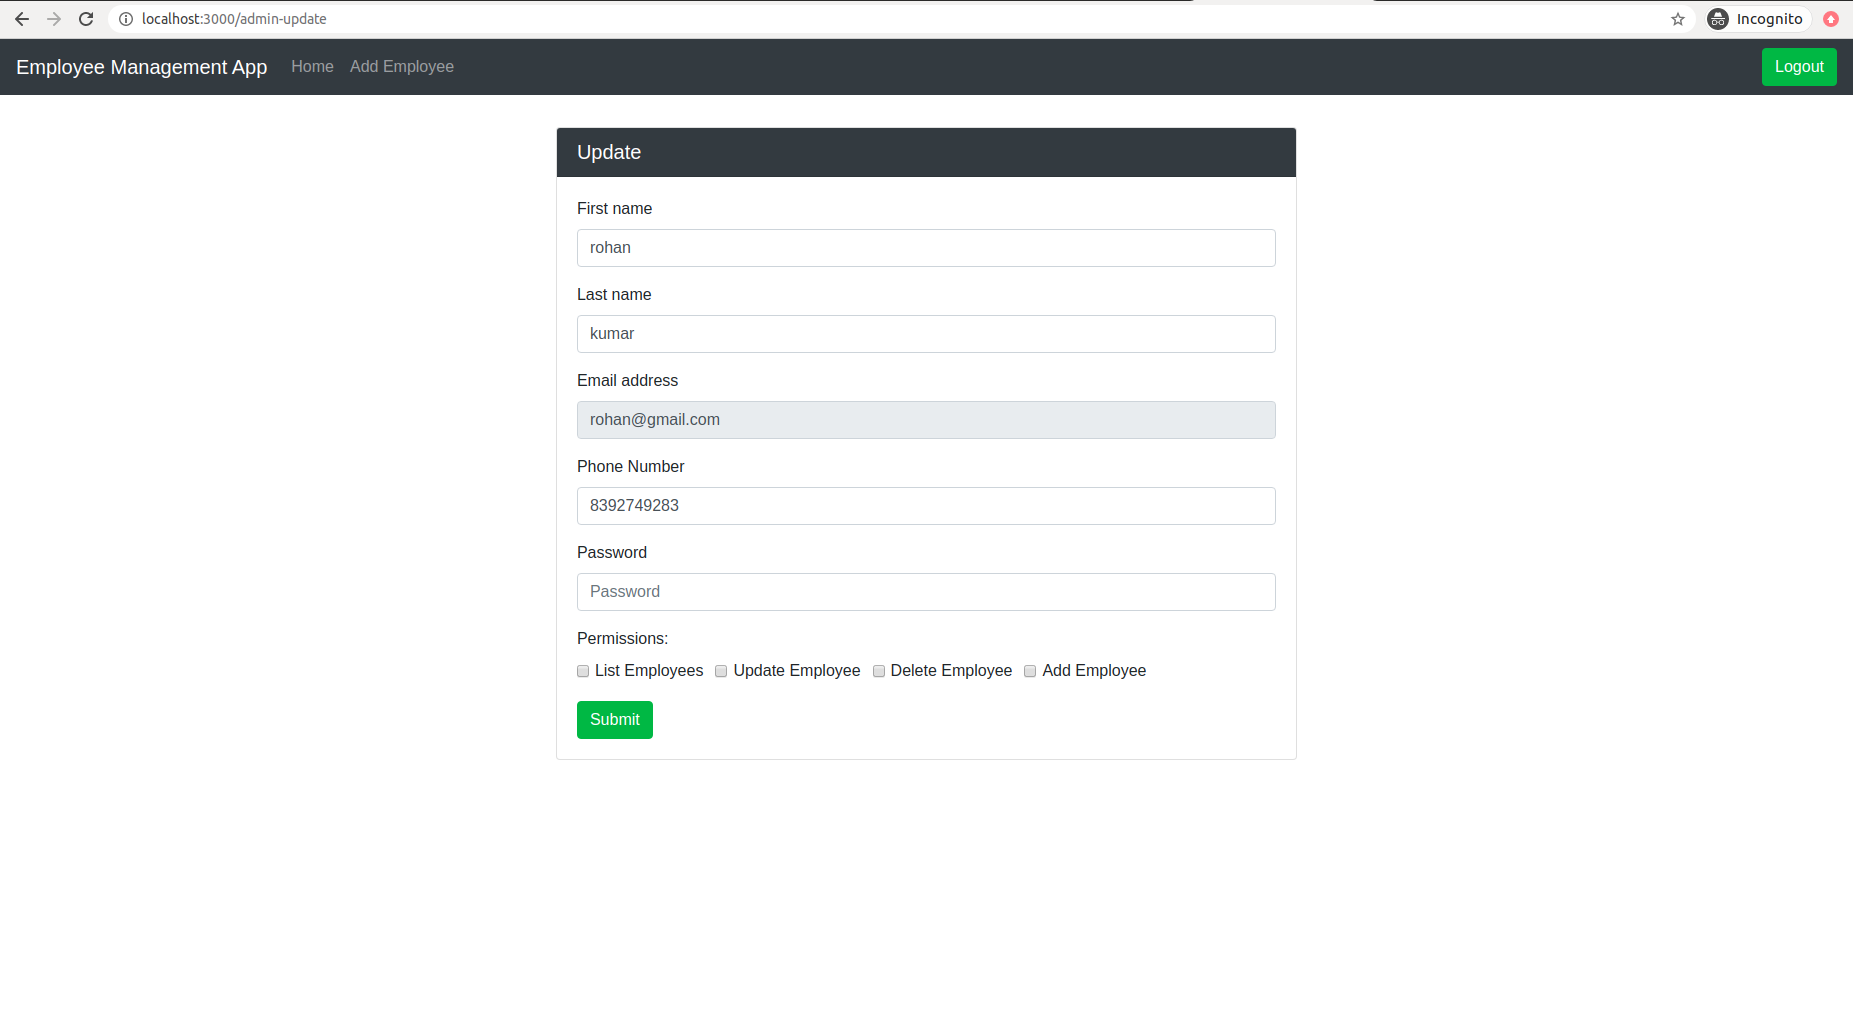 localhost:3000/admin-update
Incognito
Employee Management App Home Add Employee Logout
Update
First name
rohan
Last name
kumar
Email address
rohan@gmail.com
Phone Number
8392749283
Password
Password
Permissions:
List Employees Update Employee Delete Employee Add Employee
Submit